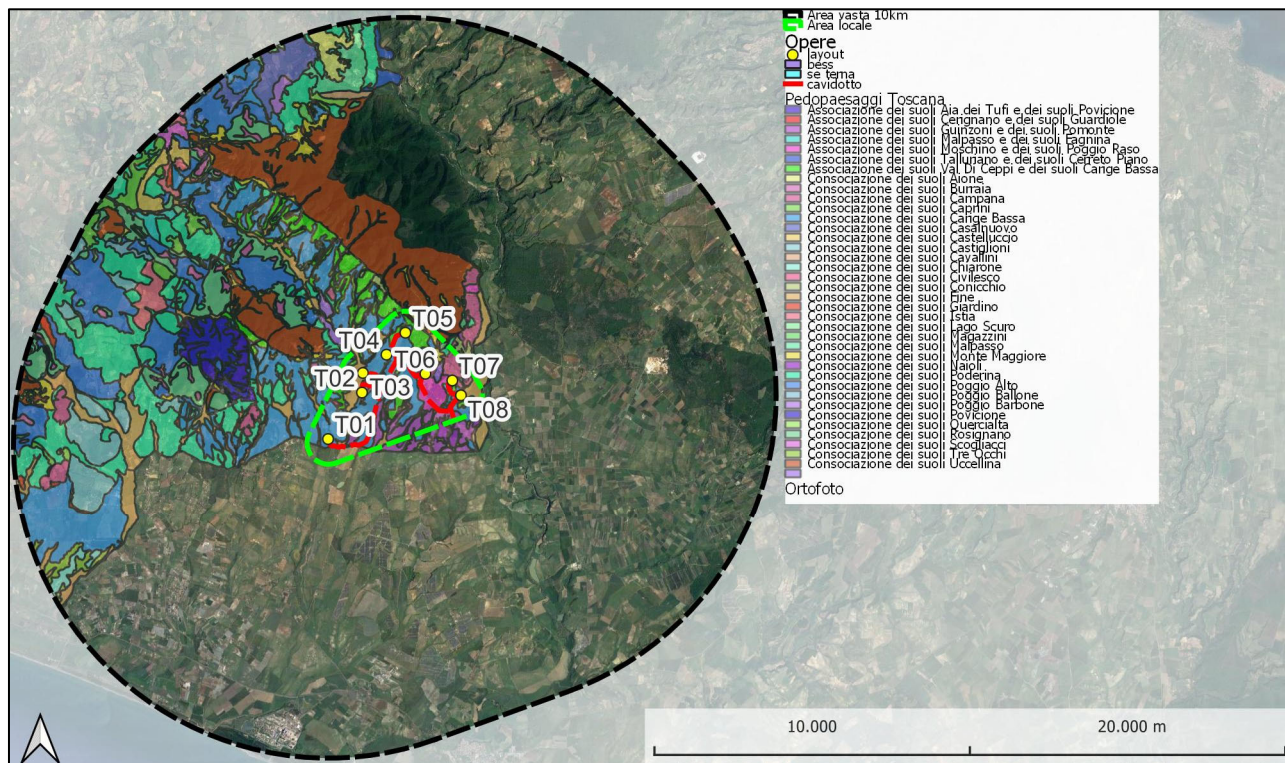 Area vasta 10km
Area locale
Opere
layout
bess
se terna
cavidotto
Pedopaesaggi Toscana
Associazione dei suoli Aia dei Tufi e dei suoli Povicione
Associazione dei suoli Cerignano e dei suoli Guardiole
Associazione dei suoli Guinzoni e dei suoli Pomonte
Associazione dei suoli Malpasso e dei suoli Fagnina
Associazione dei suoli Moschino e dei suoli Poggio Raso
Associazione dei suoli Tallurano e dei suoli Cerreto Piano
Associazione dei suoli Val Di Ceppi e dei suoli Cange Bassa
Consociazione dei suoli Aione
Consociazione dei suoli Burraia
Consociazione dei suoli Campana
Consociazione dei suoli Caprini
Consociazione dei suoli Cange Bassa
Consociazione dei suoli Casalnuovo
Consociazione dei suoli Castelluccio
Consociazione dei suoli Castiglioni
Consociazione dei suoli Cavallini
Consociazione dei suoli Chiarone
Consociazione dei suoli Civilesco
Consociazione dei suoli Conicchio
Consociazione dei suoli Fine
Consociazione dei suoli Giardino
Consociazione dei suoli Istia
Consociazione dei suoli Lago Scuro
Consociazione dei suoli Magazzini
Consociazione dei suoli Malpasso
Consociazione dei suoli Monte Maggiore
Consociazione dei suoli Naioli
Consociazione dei suoli Poderina
Consociazione dei suoli Poggio Alto
Consociazione dei suoli Poggio Ballone
Consociazione dei suoli Poggio Barbone
Consociazione dei suoli Povicione
Consociazione dei suoli Quercialta
Consociazione dei suoli Rosignano
Consociazione dei suoli Scogliacci
Consociazione dei suoli Tre Occhi
Consociazione dei suoli Uccellina
Ortofoto
T05
T04
T06
T07
T02
T03
T08
T01
10.000
20.000 m